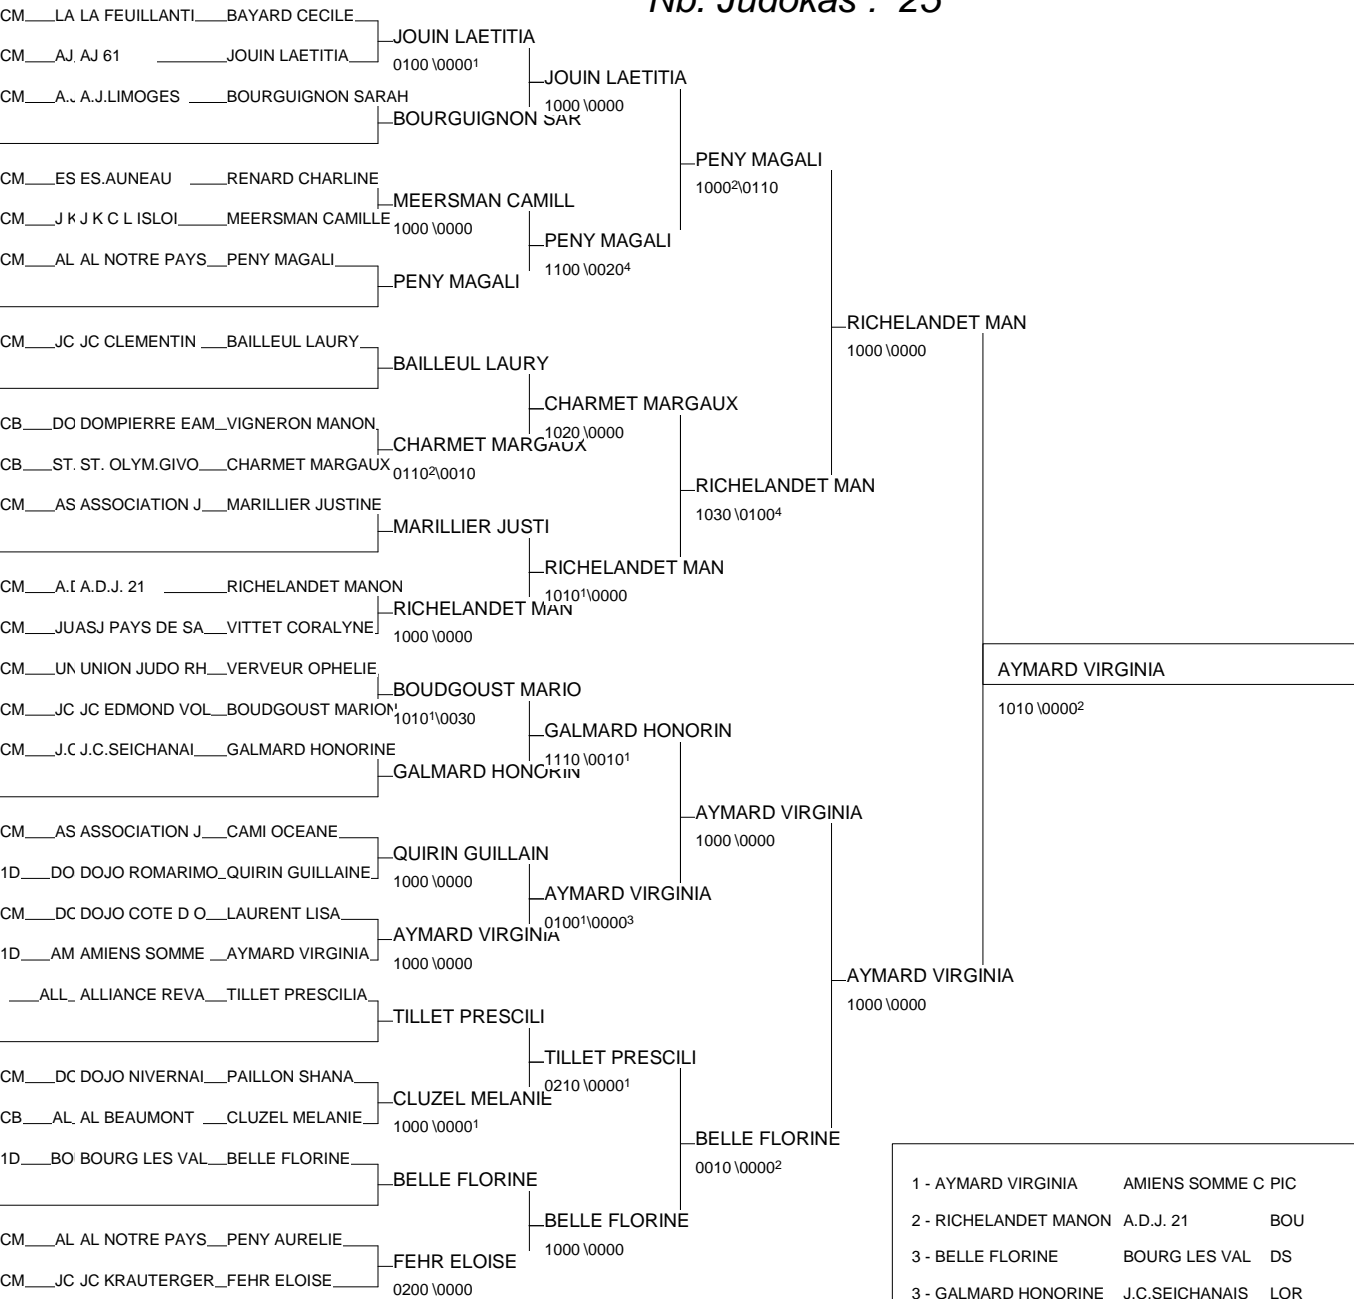 Nb. Judokas : 25
CM LA LA FEUILLANTI BAYARD CECILE
JOUIN LAETITIA
CM AJ AJ 61 JOUIN LAETITIA
0100 \0000¹
JOUIN LAETITIA
CM A.J A.J.LIMOGES BOURGUIGNON SARAH
1000 \0000
BOURGUIGNON SAR
PENY MAGALI
CM ES ES.AUNEAU RENARD CHARLINE
1000²\0110
MEERSMAN CAMILL
CM J K J K C L ISLOI MEERSMAN CAMILLE
1000 \0000
PENY MAGALI
CM AL AL NOTRE PAYS PENY MAGALI
1100 \0020⁴
PENY MAGALI
RICHELANDET MAN
CM JC JC CLEMENTIN BAILLEUL LAURY
1000 \0000
BAILLEUL LAURY
CHARMET MARGAUX
CB DO DOMPIERRE EAM VIGNERON MANON
1020 \0000
CHARMET MARGAUX
CB ST. ST. OLYM.GIVO CHARMET MARGAUX
0110²\0010
RICHELANDET MAN
CM AS ASSOCIATION J MARILLIER JUSTINE
1030 \0100⁴
MARILLIER JUSTI
RICHELANDET MAN
CM A.D A.D.J. 21 RICHELANDET MANON
1010¹\0000
RICHELANDET MAN
CM JUASJ PAYS DE SA VITTET CORALYNE
1000 \0000
CM UN UNION JUDO RH VERVEUR OPHELIE
AYMARD VIRGINIA
BOUDGOUST MARIO
CM JC JC EDMOND VOL BOUDGOUST MARION
1010 \0000²
1010¹\0030
GALMARD HONORIN
CM J.C J.C.SEICHANAI GALMARD HONORINE
1110 \0010¹
GALMARD HONORIN
AYMARD VIRGINIA
CM AS ASSOCIATION J CAMI OCEANE
1000 \0000
QUIRIN GUILLAIN
1D DO DOJO ROMARIMO QUIRIN GUILLAINE
1000 \0000
AYMARD VIRGINIA
CM DO DOJO COTE D O LAURENT LISA
0100¹\0000³
AYMARD VIRGINIA
1D AM AMIENS SOMME AYMARD VIRGINIA
1000 \0000
AYMARD VIRGINIA
ALL ALLIANCE REVA TILLET PRESCILIA
1000 \0000
TILLET PRESCILI
TILLET PRESCILI
CM DO DOJO NIVERNAI PAILLON SHANA
0210 \0000¹
CLUZEL MELANIE
CB AL AL BEAUMONT CLUZEL MELANIE
1000 \0000¹
BELLE FLORINE
1D BO BOURG LES VAL BELLE FLORINE
0010 \0000²
BELLE FLORINE
1 - AYMARD VIRGINIA AMIENS SOMME C PIC
BELLE FLORINE
2 - RICHELANDET MANON A.D.J. 21 BOU
CM AL AL NOTRE PAYS PENY AURELIE
1000 \0000
3 - BELLE FLORINE BOURG LES VAL DS
FEHR ELOISE
CM JC JC KRAUTERGER FEHR ELOISE
0200 \0000
3 - GALMARD HONORINE J.C.SEICHANAIS LOR